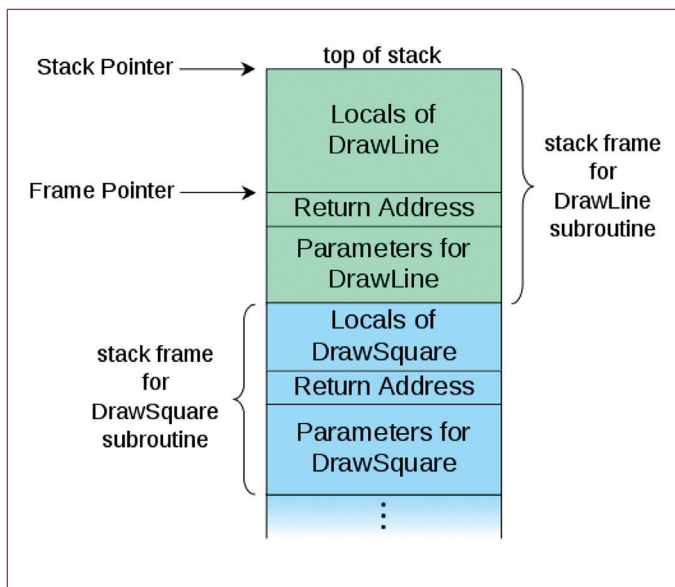 top of stack
Stack Pointer
Locals of
DrawLine
stack frame
for
DrawLine
subroutine
Frame Pointer
Return Address
Parameters for
DrawLine
Locals of
DrawSquare
stack frame
for
DrawSquare
subroutine
Return Address
Parameters for
DrawSquare